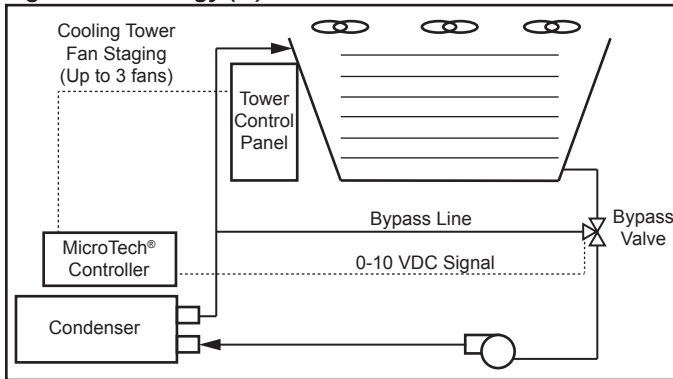 Cooling Tower
Fan Staging
(Up to 3 fans)
Tower
Control
Panel
Bypass Line
Bypass
Valve
MicroTech®
Controller
0-10 VDC Signal
Condenser